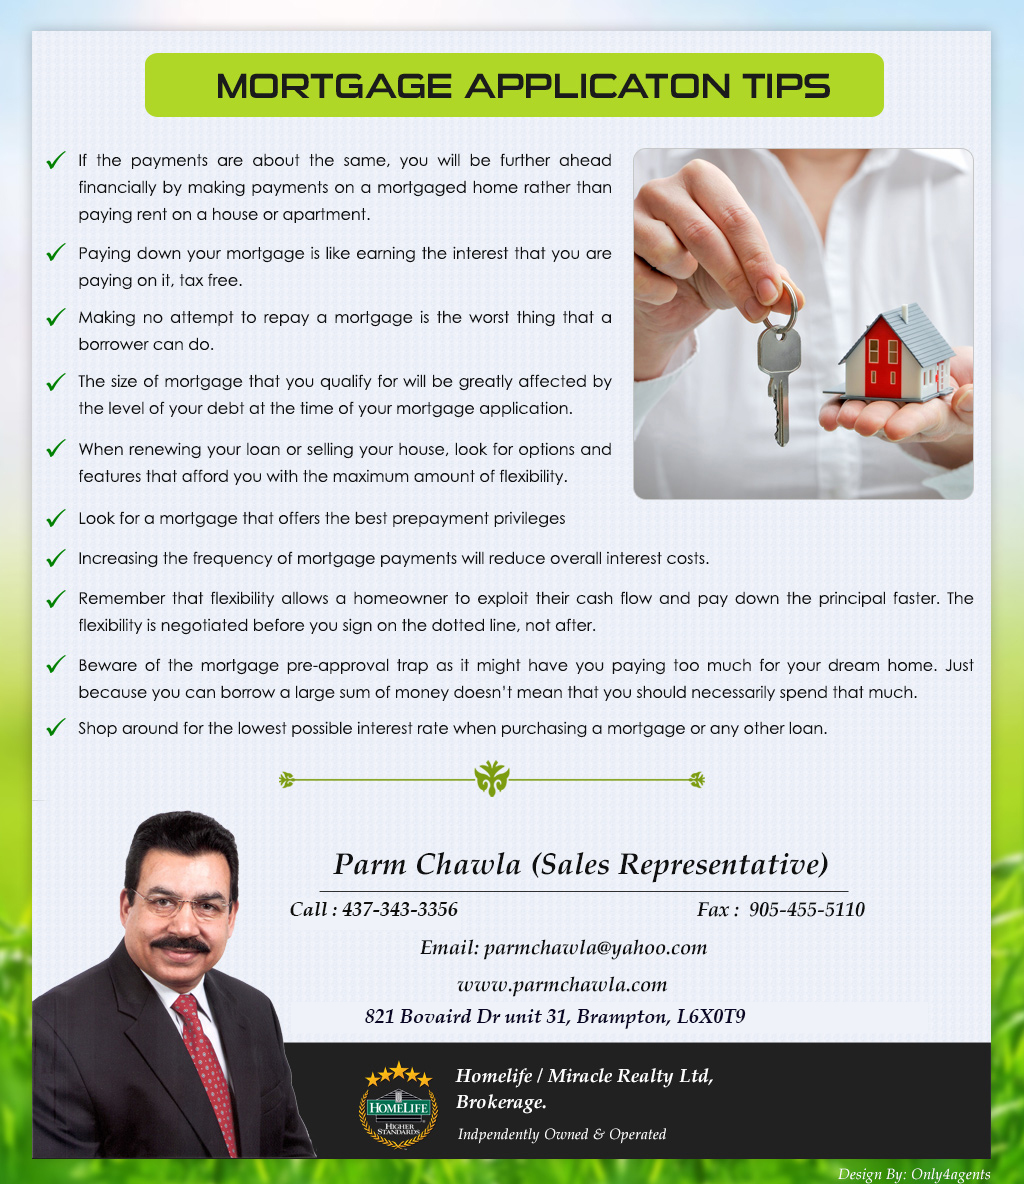 MORTGAGE APPLICATON TIPS
If the payments are about the same, you will be further ahead
financially by making payments on a mortgaged home rather than
paying rent on a house or apartment.
Paying down your mortgage is like earning the interest that you are
paying on it, tax free.
Making no attempt to repay a mortgage is the worst thing that a
borrower can do.
The size of mortgage that you qualify for will be greatly affected by
the level of your debt at the time of your mortgage application.
When renewing your loan or selling your house, look for options and
features that afford you with the maximum amount of flexibility.
Look for a mortgage that offers the best prepayment privileges
Increasing the frequency of mortgage payments will reduce overall interest costs.
Remember that flexibility allows a homeowner to exploit their cash flow and pay down the principal faster. The
flexibility is negotiated before you sign on the dotted line, not after.
Beware of the mortgage pre-approval trap as it might have you paying too much for your dream home. Just
because you can borrow a large sum of money doesn't mean that you should necessarily spend that much.
Shop around for the lowest possible interest rate when purchasing a mortgage or any other loan.
Parm Chawla (Sales Representative)
Call : 437-343-3356 Fax : 905-455-5110
Email: parmchawla@yahoo.com
www.parmchawla.com
821 Bovaird Dr unit 31, Brampton, L6X0T9
Homelife / Miracle Realty Ltd,
Brokerage.
Indpendently Owned & Operated
HOMELIFE
HIGHER
STANDARDS
Design By: Only4agents